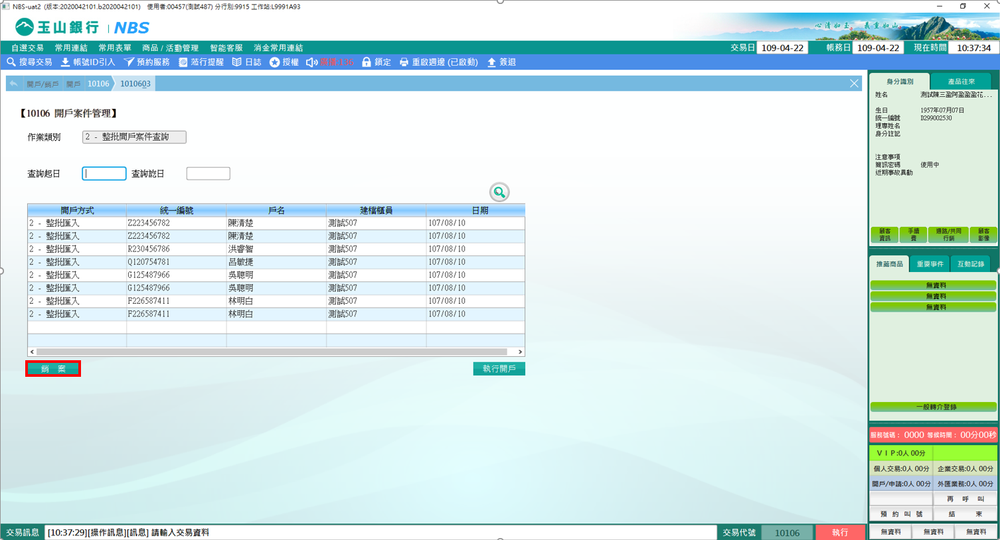 NBS-uat2 (版本:2020042101.b2020042101) 使用者:00457(測試487) 分行別:9915 工作站:L9991A93
玉山銀行 | NBS
心清如玉。 義重如山。
自選交易 常用連結 常用表單 商品 / 活動管理 智能客服 消金常用連結
交易日 109-04-22 帳務日 109-04-22 現在時間 10:37:34
搜尋交易 帳號ID引入 預約服務 蒞行提醒 日誌 授權 鎖定 重啟週邊 (已啟動) 簽退
開戶/銷戶 開戶 10106 1010603
【10106 開戶案件管理】
作業類別 2 - 整批開戶案件查詢
查詢起日 查詢訖日
開戶方式 統一編號 戶名 建檔櫃員 日期
2 - 整批匯入 Z223456782 陳清楚 測試507 107/08/10
2 - 整批匯入 Z223456782 陳清楚 測試507 107/08/10
2 - 整批匯入 R230456786 洪睿智 測試507 107/08/10
2 - 整批匯入 Q120754781 呂敏捷 測試507 107/08/10
2 - 整批匯入 G125487966 吳聰明 測試507 107/08/10
2 - 整批匯入 G125487966 吳聰明 測試507 107/08/10
2 - 整批匯入 F226587411 林明白 測試507 107/08/10
2 - 整批匯入 F226587411 林明白 測試507 107/08/10
銷 案 執行開戶
身分識別 產品往來
姓名 測試陳三盈阿盈盈盈花...
生日 1957年07月07日
統一編號 D299002530
理專姓名
身分註記
注意事項
簡訊密碼 使用中
近期事故異動
顧客資訊 手續費 通路/共同行銷 顧客影像
推薦商品 重要事件 互動記錄
無資料
無資料
無資料
一般轉介登錄
服務號碼: 0000 等候時間: 00分00秒
VIP:0人 00分
個人交易:0人 00分 企業交易:0人 00分
開戶/申請:0人 00分 外匯業務:0人 00分
再 呼 叫
預 約 叫 號 結 束
無資料 無資料 無資料
交易訊息 [10:37:29][操作訊息][訊息] 請輸入交易資料 交易代號 10106 執行